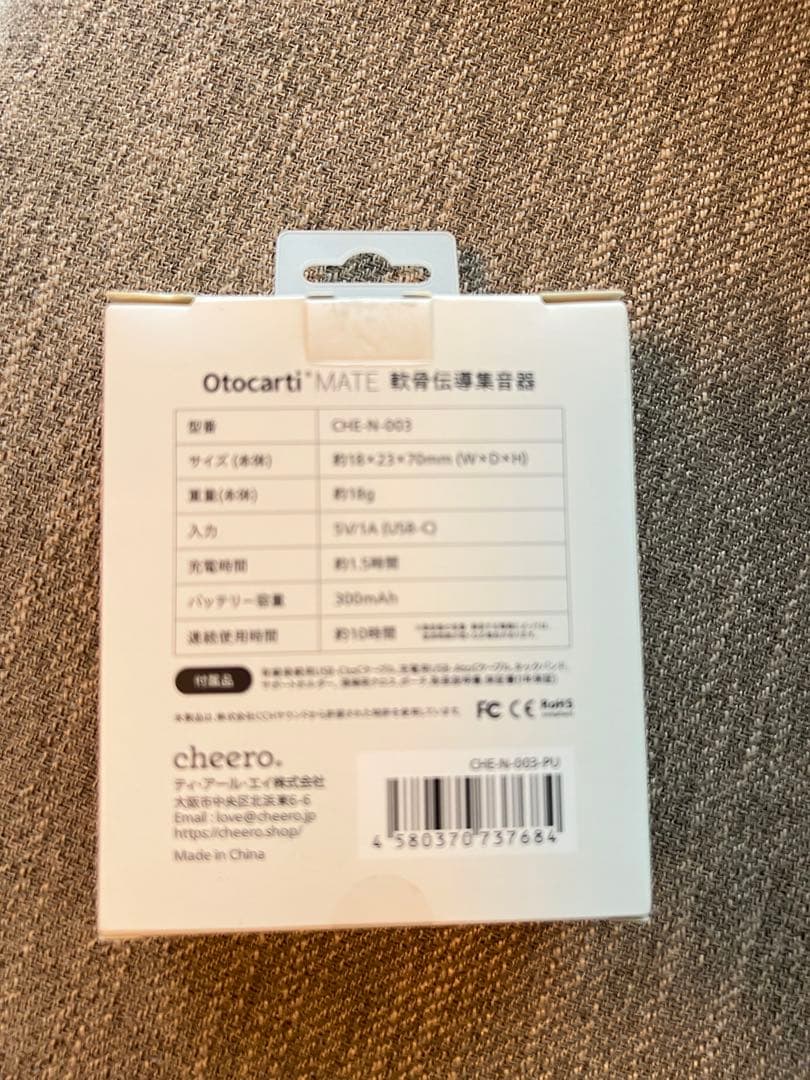 Otocarti MATE 軟骨伝導集音器
型番 CHE-N-003
サイズ (本体) 約18×23×70mm (W×D×H)
重量(本体) 約18g
入力 5V/1A (USB-C)
充電時間 約1.5時間
バッテリー容量 300mAh
連続使用時間 約10時間
付属品
FC CE RoHS
cheero.
ティ・アール・エイ株式会社
大阪市中央区北浜東6-6
Email : love@cheero.jp
https://cheero.shop/
Made in China
CHE-N-003-PU
4 580370 737684